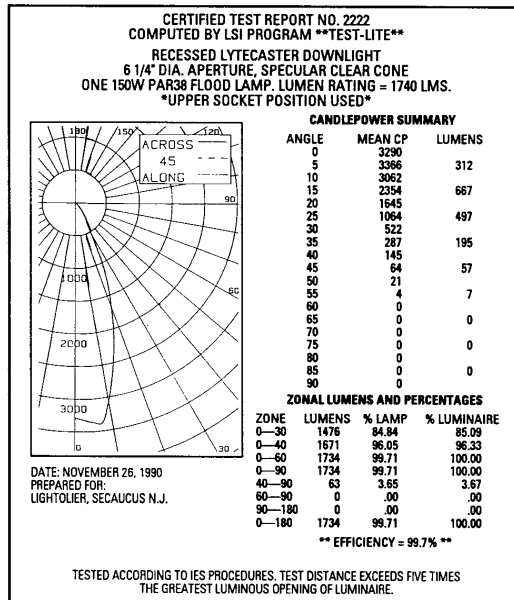 CERTIFIED TEST REPORT NO. 2222
COMPUTED BY LSI PROGRAM **TEST-LITE**
RECESSED LYTECASTER DOWNLIGHT
6 1/4" DIA. APERTURE, SPECULAR CLEAR CONE
ONE 150W PAR38 FLOOD LAMP. LUMEN RATING = 1740 LMS.
*UPPER SOCKET POSITION USED*
180 150 120
ACROSS
45
ALONG
90
60
1000
2000
3000
0 30
DATE: NOVEMBER 26, 1990
PREPARED FOR:
LIGHTOLIER, SECAUCUS N.J.
CANDLEPOWER SUMMARY
ANGLE MEAN CP LUMENS
0 3290
5 3366 312
10 3062
15 2354 667
20 1645
25 1064 497
30 522
35 287 195
40 145
45 64 57
50 21
55 4 7
60 0
65 0 0
70 0
75 0 0
80 0
85 0 0
90 0
ZONAL LUMENS AND PERCENTAGES
ZONE LUMENS % LAMP % LUMINAIRE
0—30 1476 84.84 85.09
0—40 1671 96.05 96.33
0—60 1734 99.71 100.00
0—90 1734 99.71 100.00
40—90 63 3.65 3.67
60—90 0 .00 .00
90—180 0 .00 .00
0—180 1734 99.71 100.00
** EFFICIENCY = 99.7% **
TESTED ACCORDING TO IES PROCEDURES. TEST DISTANCE EXCEEDS FIVE TIMES
THE GREATEST LUMINOUS OPENING OF LUMINAIRE.